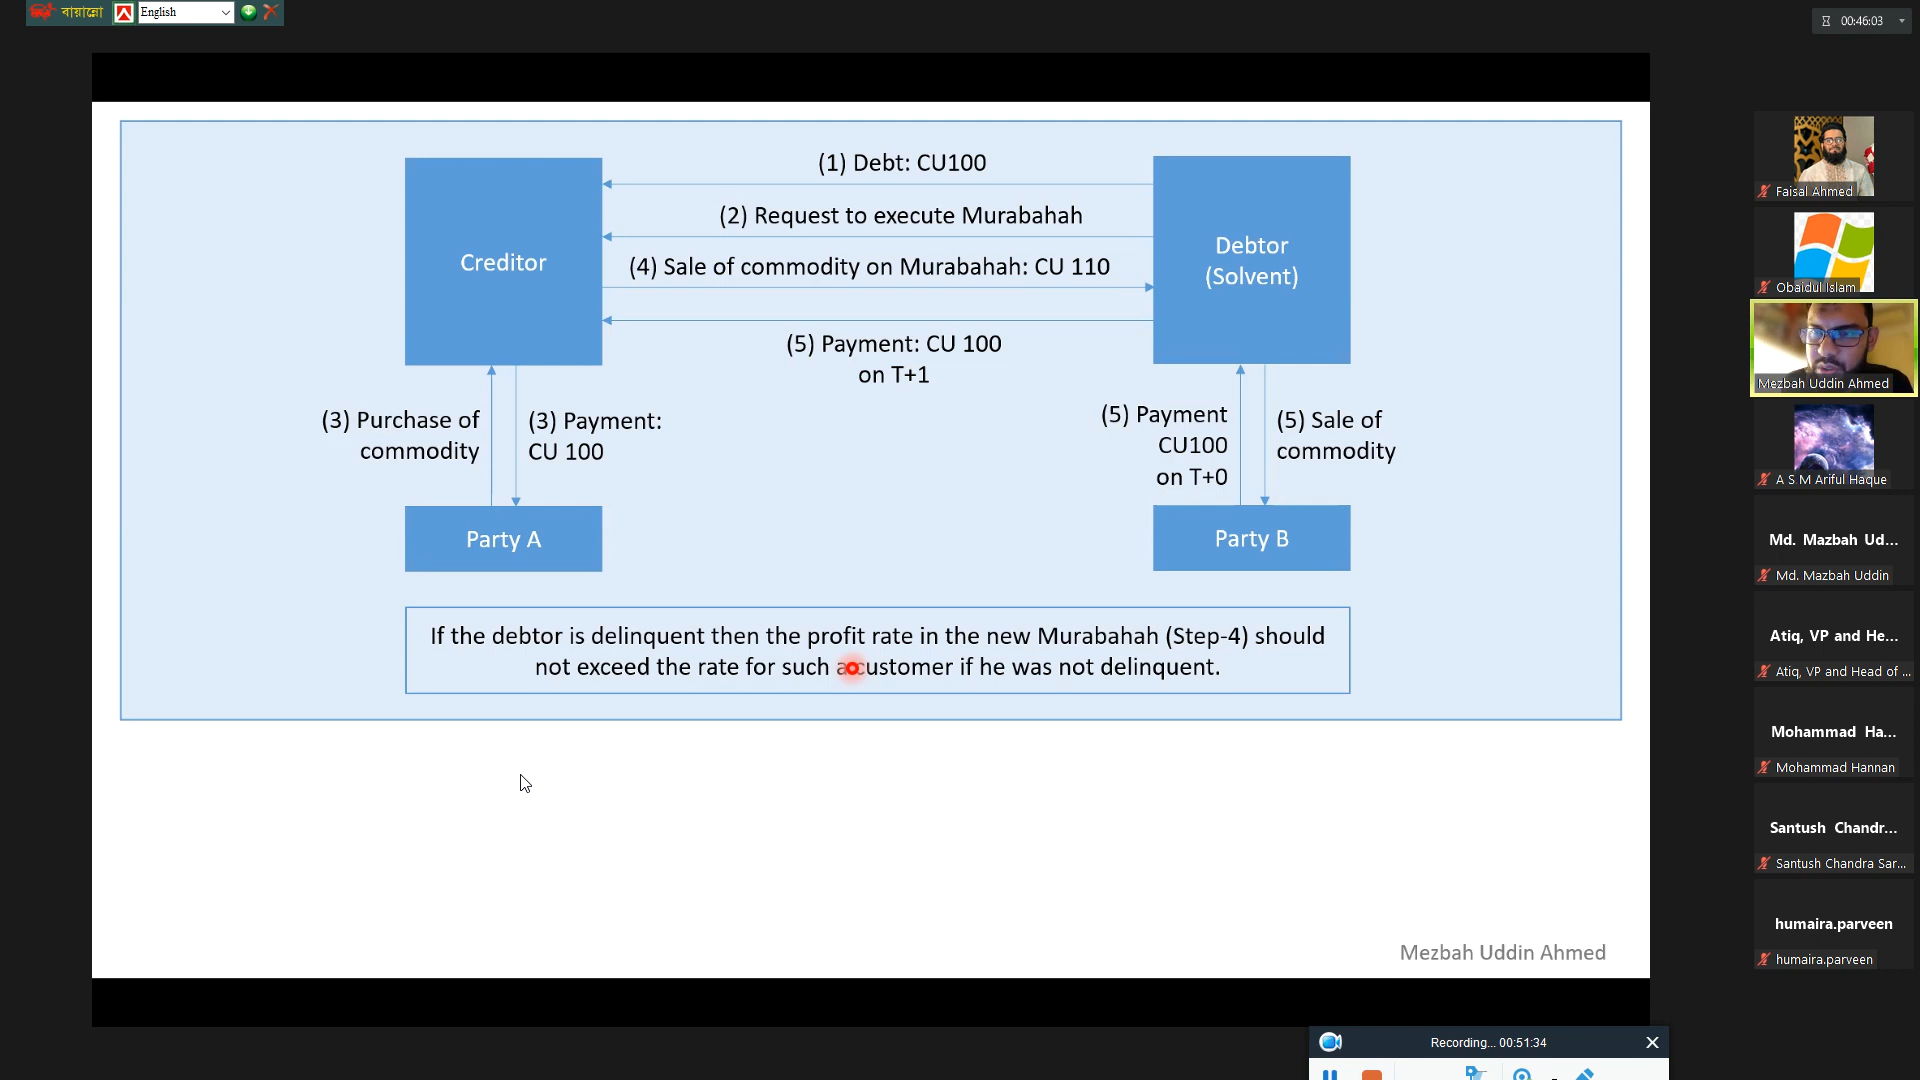 বায়ান্নো
English
00:46:03
(1) Debt: CU100
(2) Request to execute Murabahah
(4) Sale of commodity on Murabahah: CU 110
Creditor
Debtor
(Solvent)
(5) Payment: CU 100
on T+1
(3) Purchase of
commodity
(3) Payment:
CU 100
(5) Payment
CU100
on T+0
(5) Sale of
commodity
Party A
Party B
If the debtor is delinquent then the profit rate in the new Murabahah (Step-4) should
not exceed the rate for such a customer if he was not delinquent.
Mezbah Uddin Ahmed
Faisal Ahmed
Obaidul Islam
Mezbah Uddin Ahmed
A S M Ariful Haque
Md. Mazbah Ud...
Md. Mazbah Uddin
Atiq, VP and He...
Atiq, VP and Head of ...
Mohammad Ha...
Mohammad Hannan
Santush Chandr...
Santush Chandra Sar...
humaira.parveen
humaira.parveen
Recording... 00:51:34